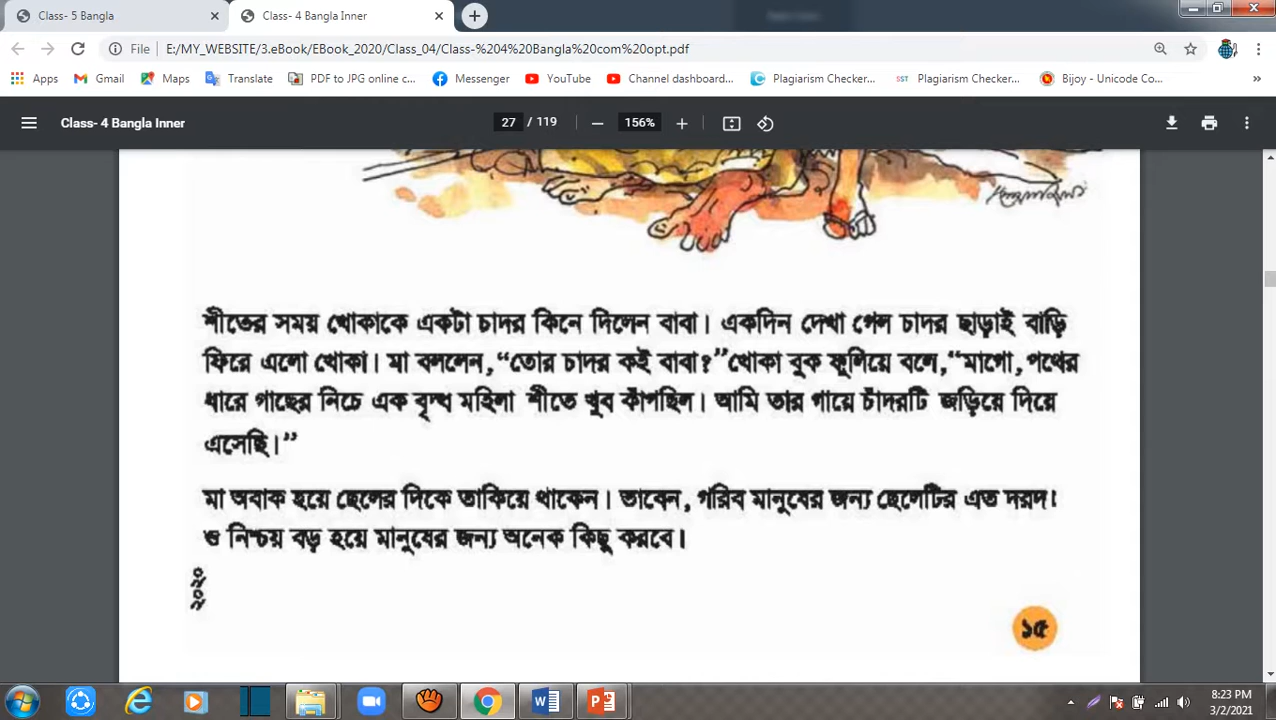 Class- 5 Bangla
Class- 4 Bangla Inner
File | E:/MY_WEBSITE/3.eBook/EBook_2020/Class_04/Class-%204%20Bangla%20com%20opt.pdf
Apps Gmail Maps Translate PDF to JPG online c... Messenger YouTube Channel dashboard... Plagiarism Checker... SST Plagiarism Checker... Bijoy - Unicode Co... »
Class- 4 Bangla Inner 27 / 119 — 156% +
শীতের সময় খোকাকে একটা চাদর কিনে দিলেন বাবা। একদিন দেখা গেল চাদর ছাড়াই বাড়ি
ফিরে এলো খোকা। মা বললেন, “তোর চাদর কই বাবা?” খোকা বুক ফুলিয়ে বলে, “মাগো, পথের
ধারে গাছের নিচে এক বৃদ্ধ মহিলা শীতে খুব কাঁপছিল। আমি তার গায়ে চাঁদরটি জড়িয়ে দিয়ে
এসেছি।”
মা অবাক হয়ে ছেলের দিকে তাকিয়ে থাকেন। ভাবেন, গরিব মানুষের জন্য ছেলেটির এত দরদ!
ও নিশ্চয় বড় হয়ে মানুষের জন্য অনেক কিছু করবে।
১৫
8:23 PM
3/2/2021